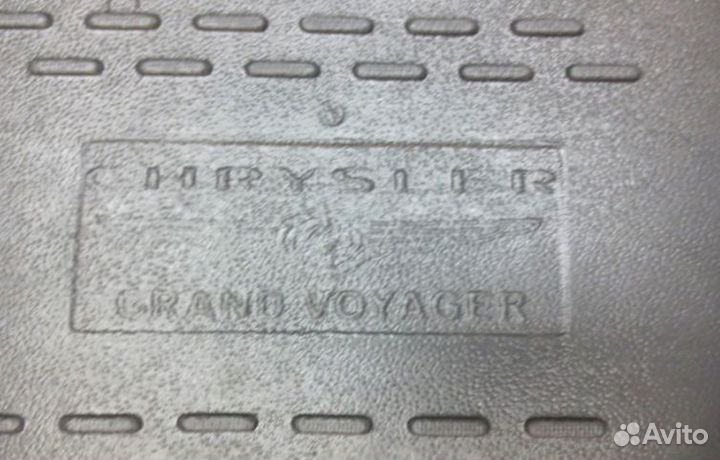 CHRYSLER
GRAND VOYAGER
Avito